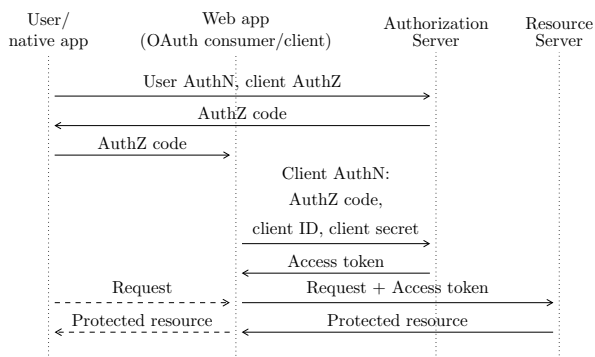 User/
native app
Web app
(OAuth consumer/client)
Authorization
Server
Resource
Server
User AuthN, client AuthZ
AuthZ code
AuthZ code
Client AuthN:
AuthZ code,
client ID, client secret
Access token
Request
Request + Access token
Protected resource
Protected resource